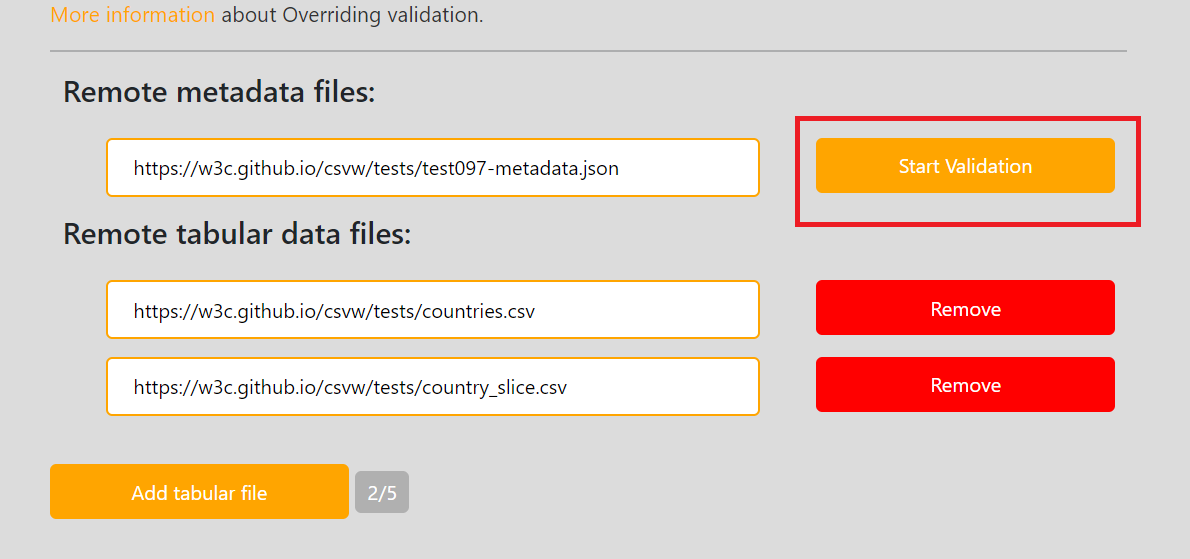 More information about Overriding validation.
Remote metadata files:
https://w3c.github.io/csvw/tests/test097-metadata.json
Start Validation
Remote tabular data files:
https://w3c.github.io/csvw/tests/countries.csv
Remove
https://w3c.github.io/csvw/tests/country_slice.csv
Remove
Add tabular file
2/5